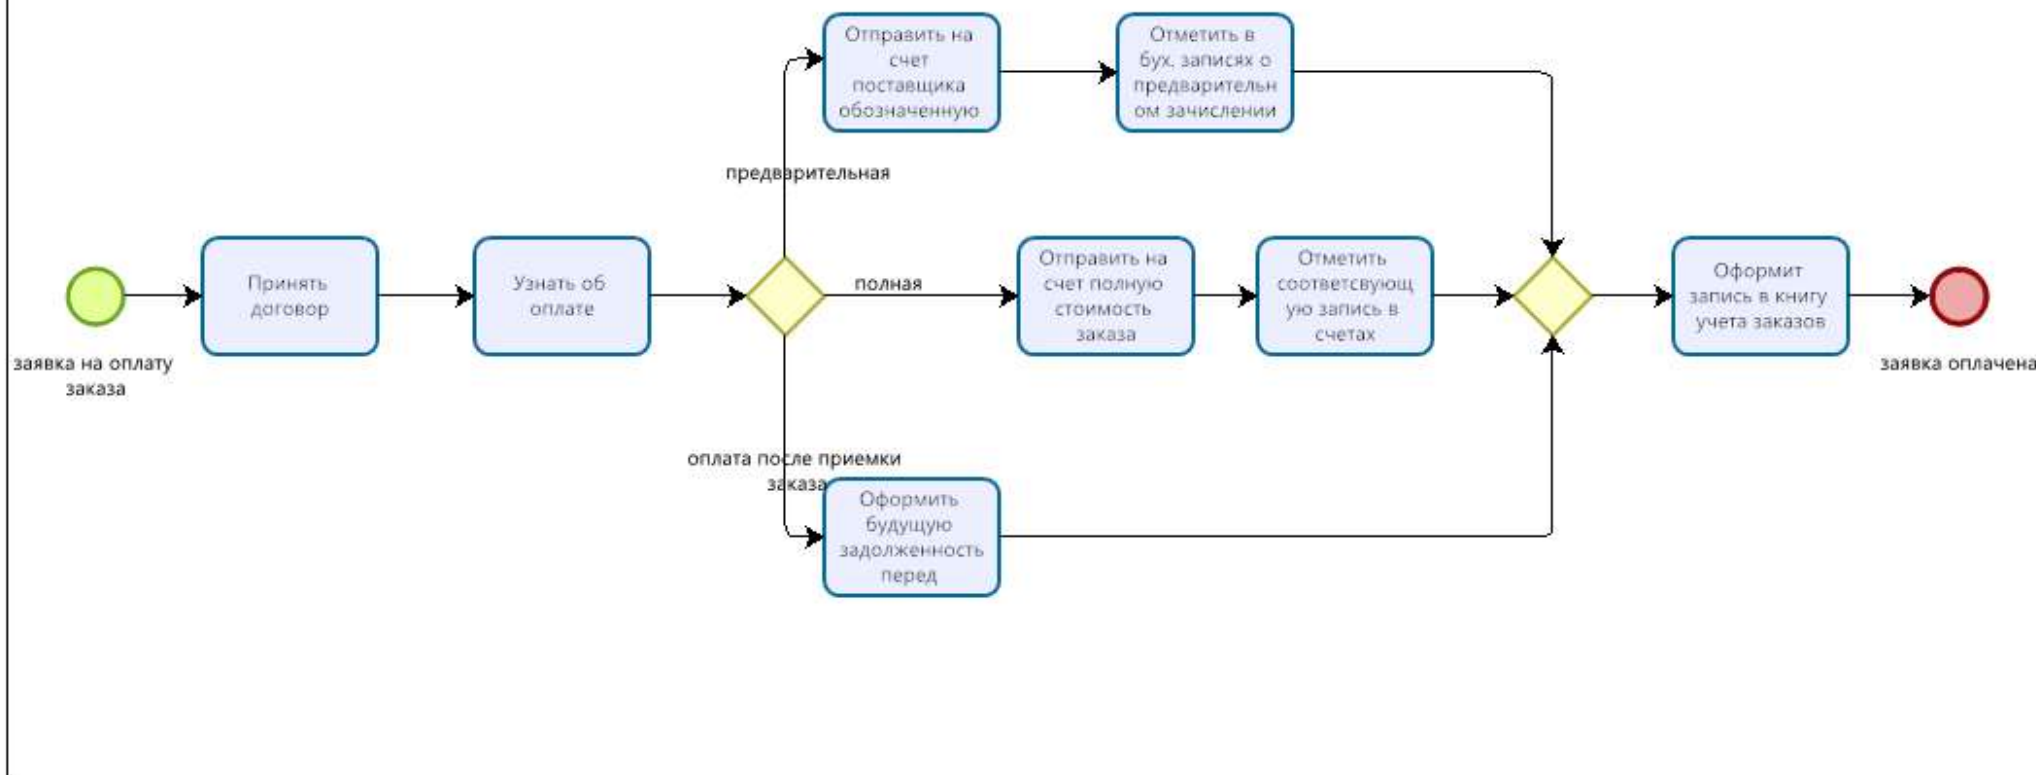 Отправить на
счет
поставщика
обозначенную
Отметить в
бух. записях о
предварительн
ом зачислении
предварительная
заявка на оплату
заказа
Принять
договор
Узнать об
оплате
полная
Отправить на
счет полную
стоимость
заказа
Отметить
соответсвующ
ую запись в
счетах
Оформит
запись в книгу
учета заказов
заявка оплачена
оплата после приемки
заказа
Оформить
будущую
задолженность
перед